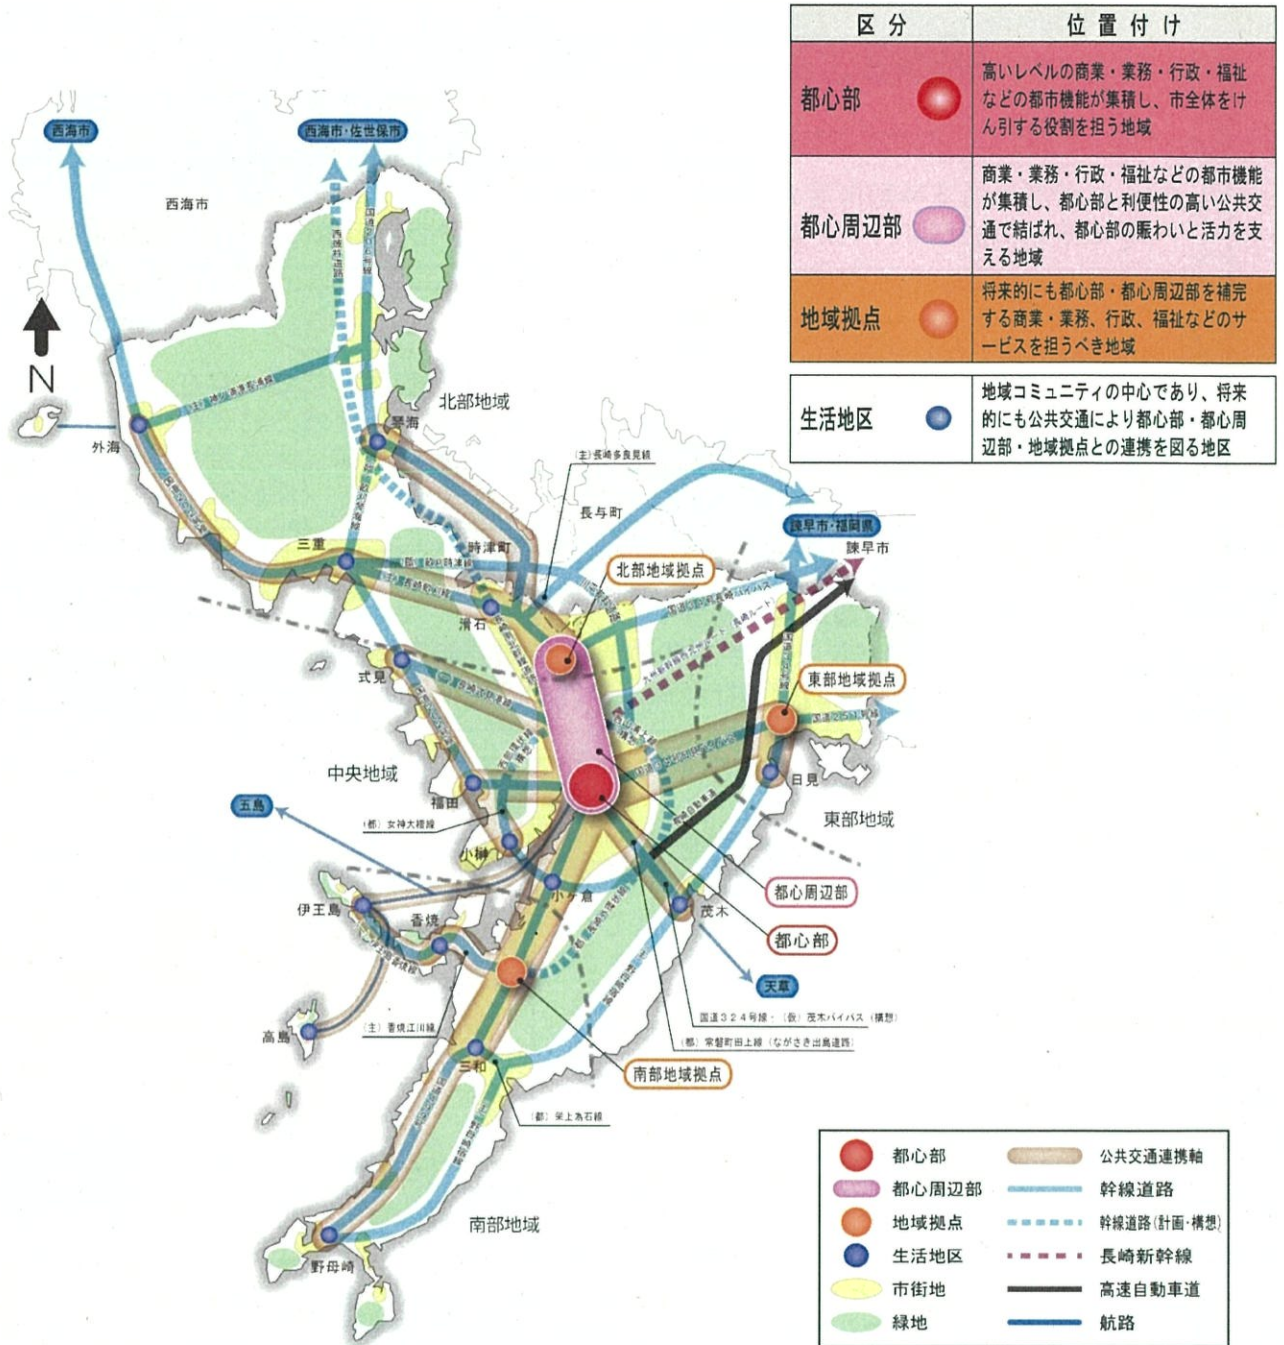 区分 位置付け
都心部
高いレベルの商業・業務・行政・福祉
などの都市機能が集積し、市全体をけ
ん引する役割を担う地域
都心周辺部
商業・業務・行政・福祉などの都市機能
が集積し、都心部と利便性の高い公共交
通で結ばれ、都心部の賑わいと活力を支
える地域
地域拠点
将来的にも都心部・都心周辺部を補完
する商業・業務、行政、福祉などのサ
ービスを担うべき地域
生活地区
地域コミュニティの中心であり、将来
的にも公共交通により都心部・都心周
辺部・地域拠点との連携を図る地区
西海市
西海市・佐世保市
西海市
N
外海
北部地域
琴海
(主)長崎多良見線
長与町
時津町
三重
諫早市・福岡県
諫早市
北部地域拠点
滑石
式見
東部地域拠点
国道251号線
中央地域
福田
日見
東部地域
五島
(都)女神大橋線
小榊
小ヶ倉
都心周辺部
都心部
茂木
伊王島
香焼
天草
高島
(主)香焼江川線
国道324号線・(仮)茂木バイパス(構想)
(都)常盤町田上線(ながさき出島道路)
三和
南部地域拠点
(都)栄上為石線
南部地域
野母崎
都心部
都心周辺部
地域拠点
生活地区
市街地
緑地
公共交通連携軸
幹線道路
幹線道路(計画・構想)
長崎新幹線
高速自動車道
航路